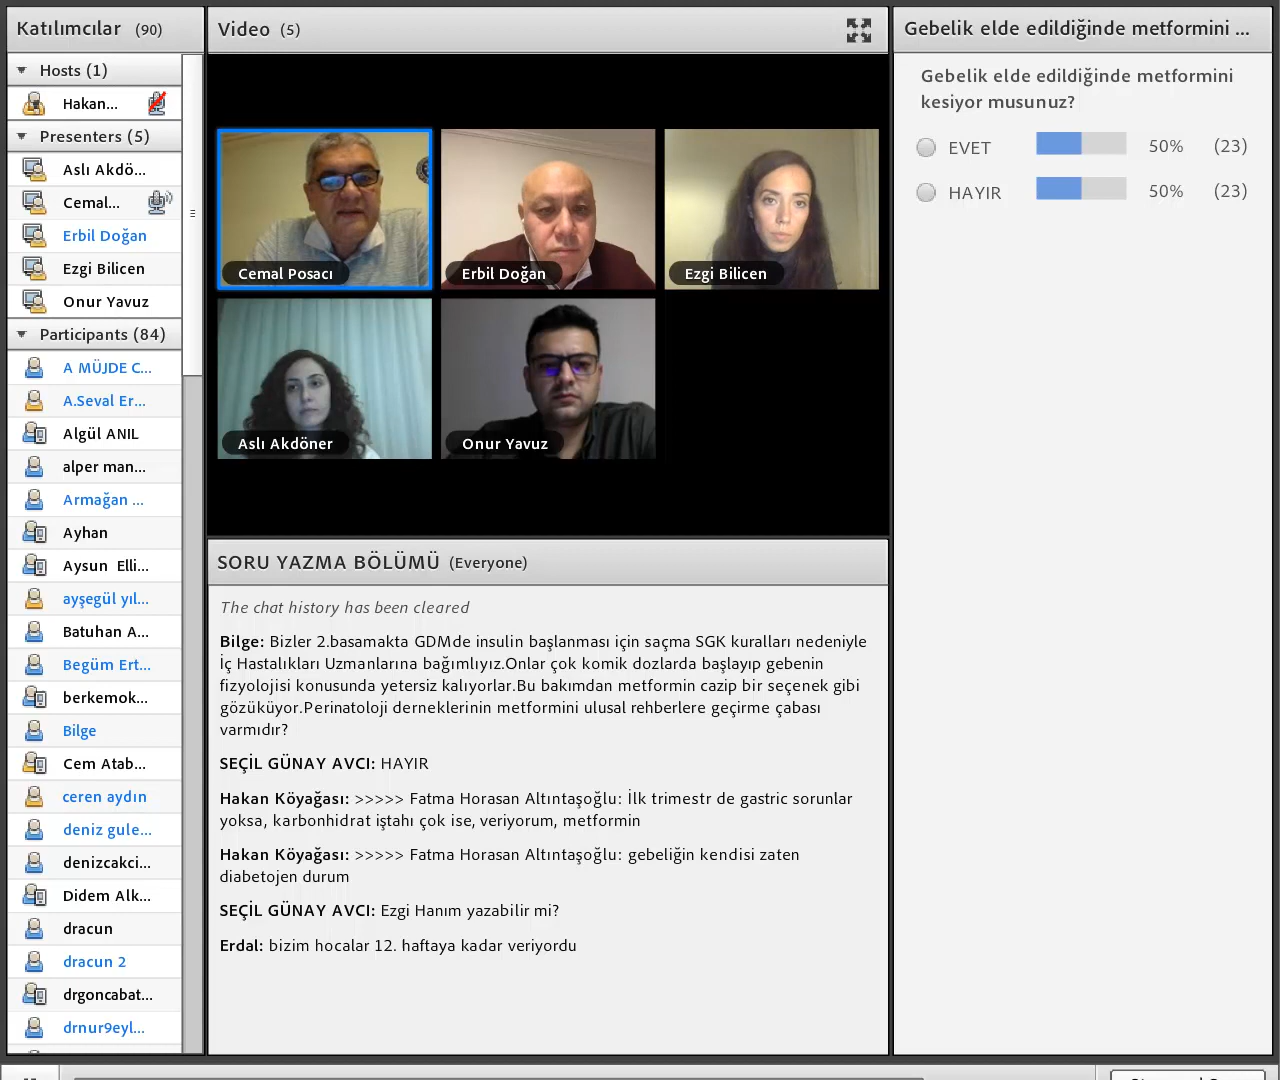 Katılımcılar (90)
Hosts (1)
Hakan...
Presenters (5)
Aslı Akdö...
Cemal...
Erbil Doğan
Ezgi Bilicen
Onur Yavuz
Participants (84)
A MÜJDE C...
A.Seval Er...
Algül ANIL
alper man...
Armağan ...
Ayhan
Aysun  Elli...
ayşegül yıl...
Batuhan A...
Begüm Ert...
berkemok...
Bilge
Cem Atab...
ceren aydın
deniz gule...
denizcakci...
Didem Alk...
dracun
dracun 2
drgoncabat...
drnur9eyl...
Video (5)
Cemal Posacı
Erbil Doğan
Ezgi Bilicen
Aslı Akdöner
Onur Yavuz
SORU YAZMA BÖLÜMÜ (Everyone)
The chat history has been cleared
Bilge: Bizler 2.basamakta GDMde insulin başlanması için saçma SGK kuralları nedeniyle
İç Hastalıkları Uzmanlarına bağımlıyız.Onlar çok komik dozlarda başlayıp gebenin
fizyolojisi konusunda yetersiz kalıyorlar.Bu bakımdan metformin cazip bir seçenek gibi
gözüküyor.Perinatoloji derneklerinin metformini ulusal rehberlere geçirme çabası
varmıdır?
SEÇİL GÜNAY AVCI: HAYIR
Hakan Köyağası: >>>>> Fatma Horasan Altıntaşoğlu: İlk trimestr de gastric sorunlar
yoksa, karbonhidrat iştahı çok ise, veriyorum, metformin
Hakan Köyağası: >>>>> Fatma Horasan Altıntaşoğlu: gebeliğin kendisi zaten
diabetojen durum
SEÇİL GÜNAY AVCI: Ezgi Hanım yazabilir mi?
Erdal: bizim hocalar 12. haftaya kadar veriyordu
Gebelik elde edildiğinde metformini ...
Gebelik elde edildiğinde metformini
kesiyor musunuz?
EVET 50% (23)
HAYIR 50% (23)